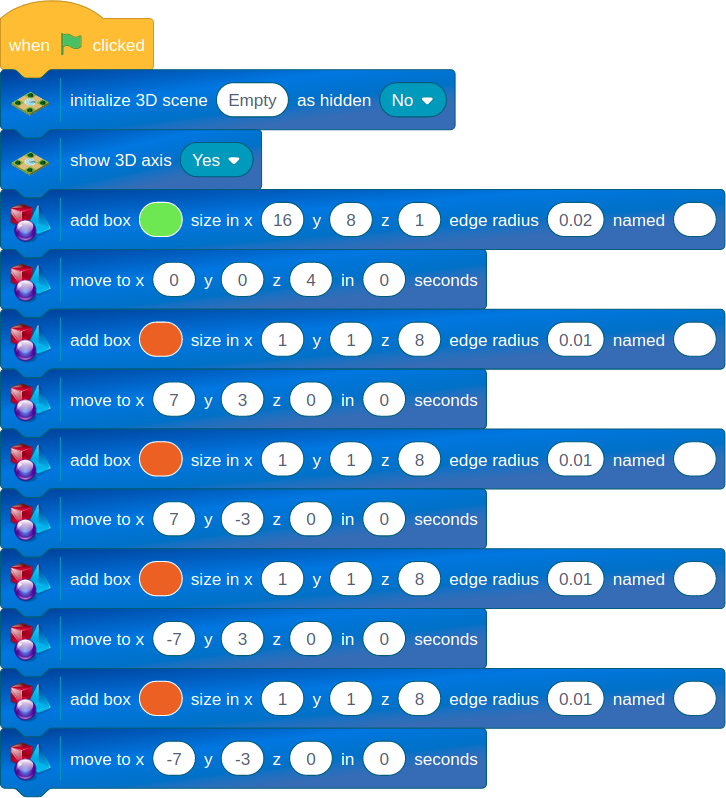 when clicked
initialize 3D scene Empty as hidden No
show 3D axis Yes
add box size in x 16 y 8 z 1 edge radius 0.02 named
move to x 0 y 0 z 4 in 0 seconds
add box size in x 1 y 1 z 8 edge radius 0.01 named
move to x 7 y 3 z 0 in 0 seconds
add box size in x 1 y 1 z 8 edge radius 0.01 named
move to x 7 y -3 z 0 in 0 seconds
add box size in x 1 y 1 z 8 edge radius 0.01 named
move to x -7 y 3 z 0 in 0 seconds
add box size in x 1 y 1 z 8 edge radius 0.01 named
move to x -7 y -3 z 0 in 0 seconds